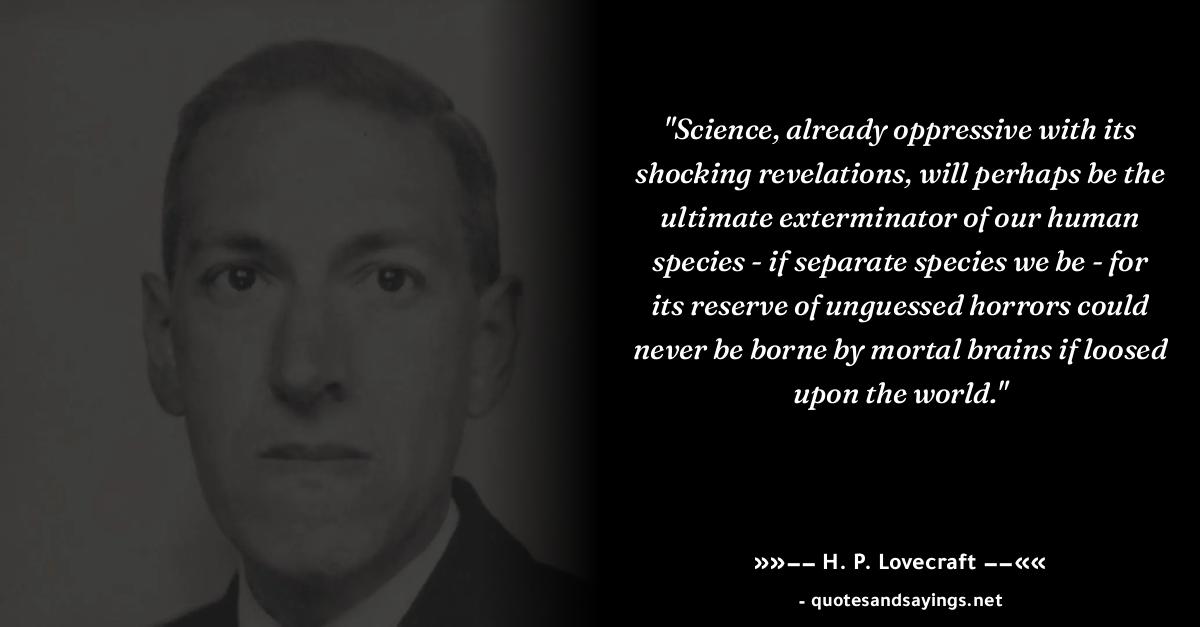 "Science, already oppressive with its
shocking revelations, will perhaps be the
ultimate exterminator of our human
species - if separate species we be - for
its reserve of unguessed horrors could
never be borne by mortal brains if loosed
upon the world."
»»–– H. P. Lovecraft ––««
- quotesandsayings.net